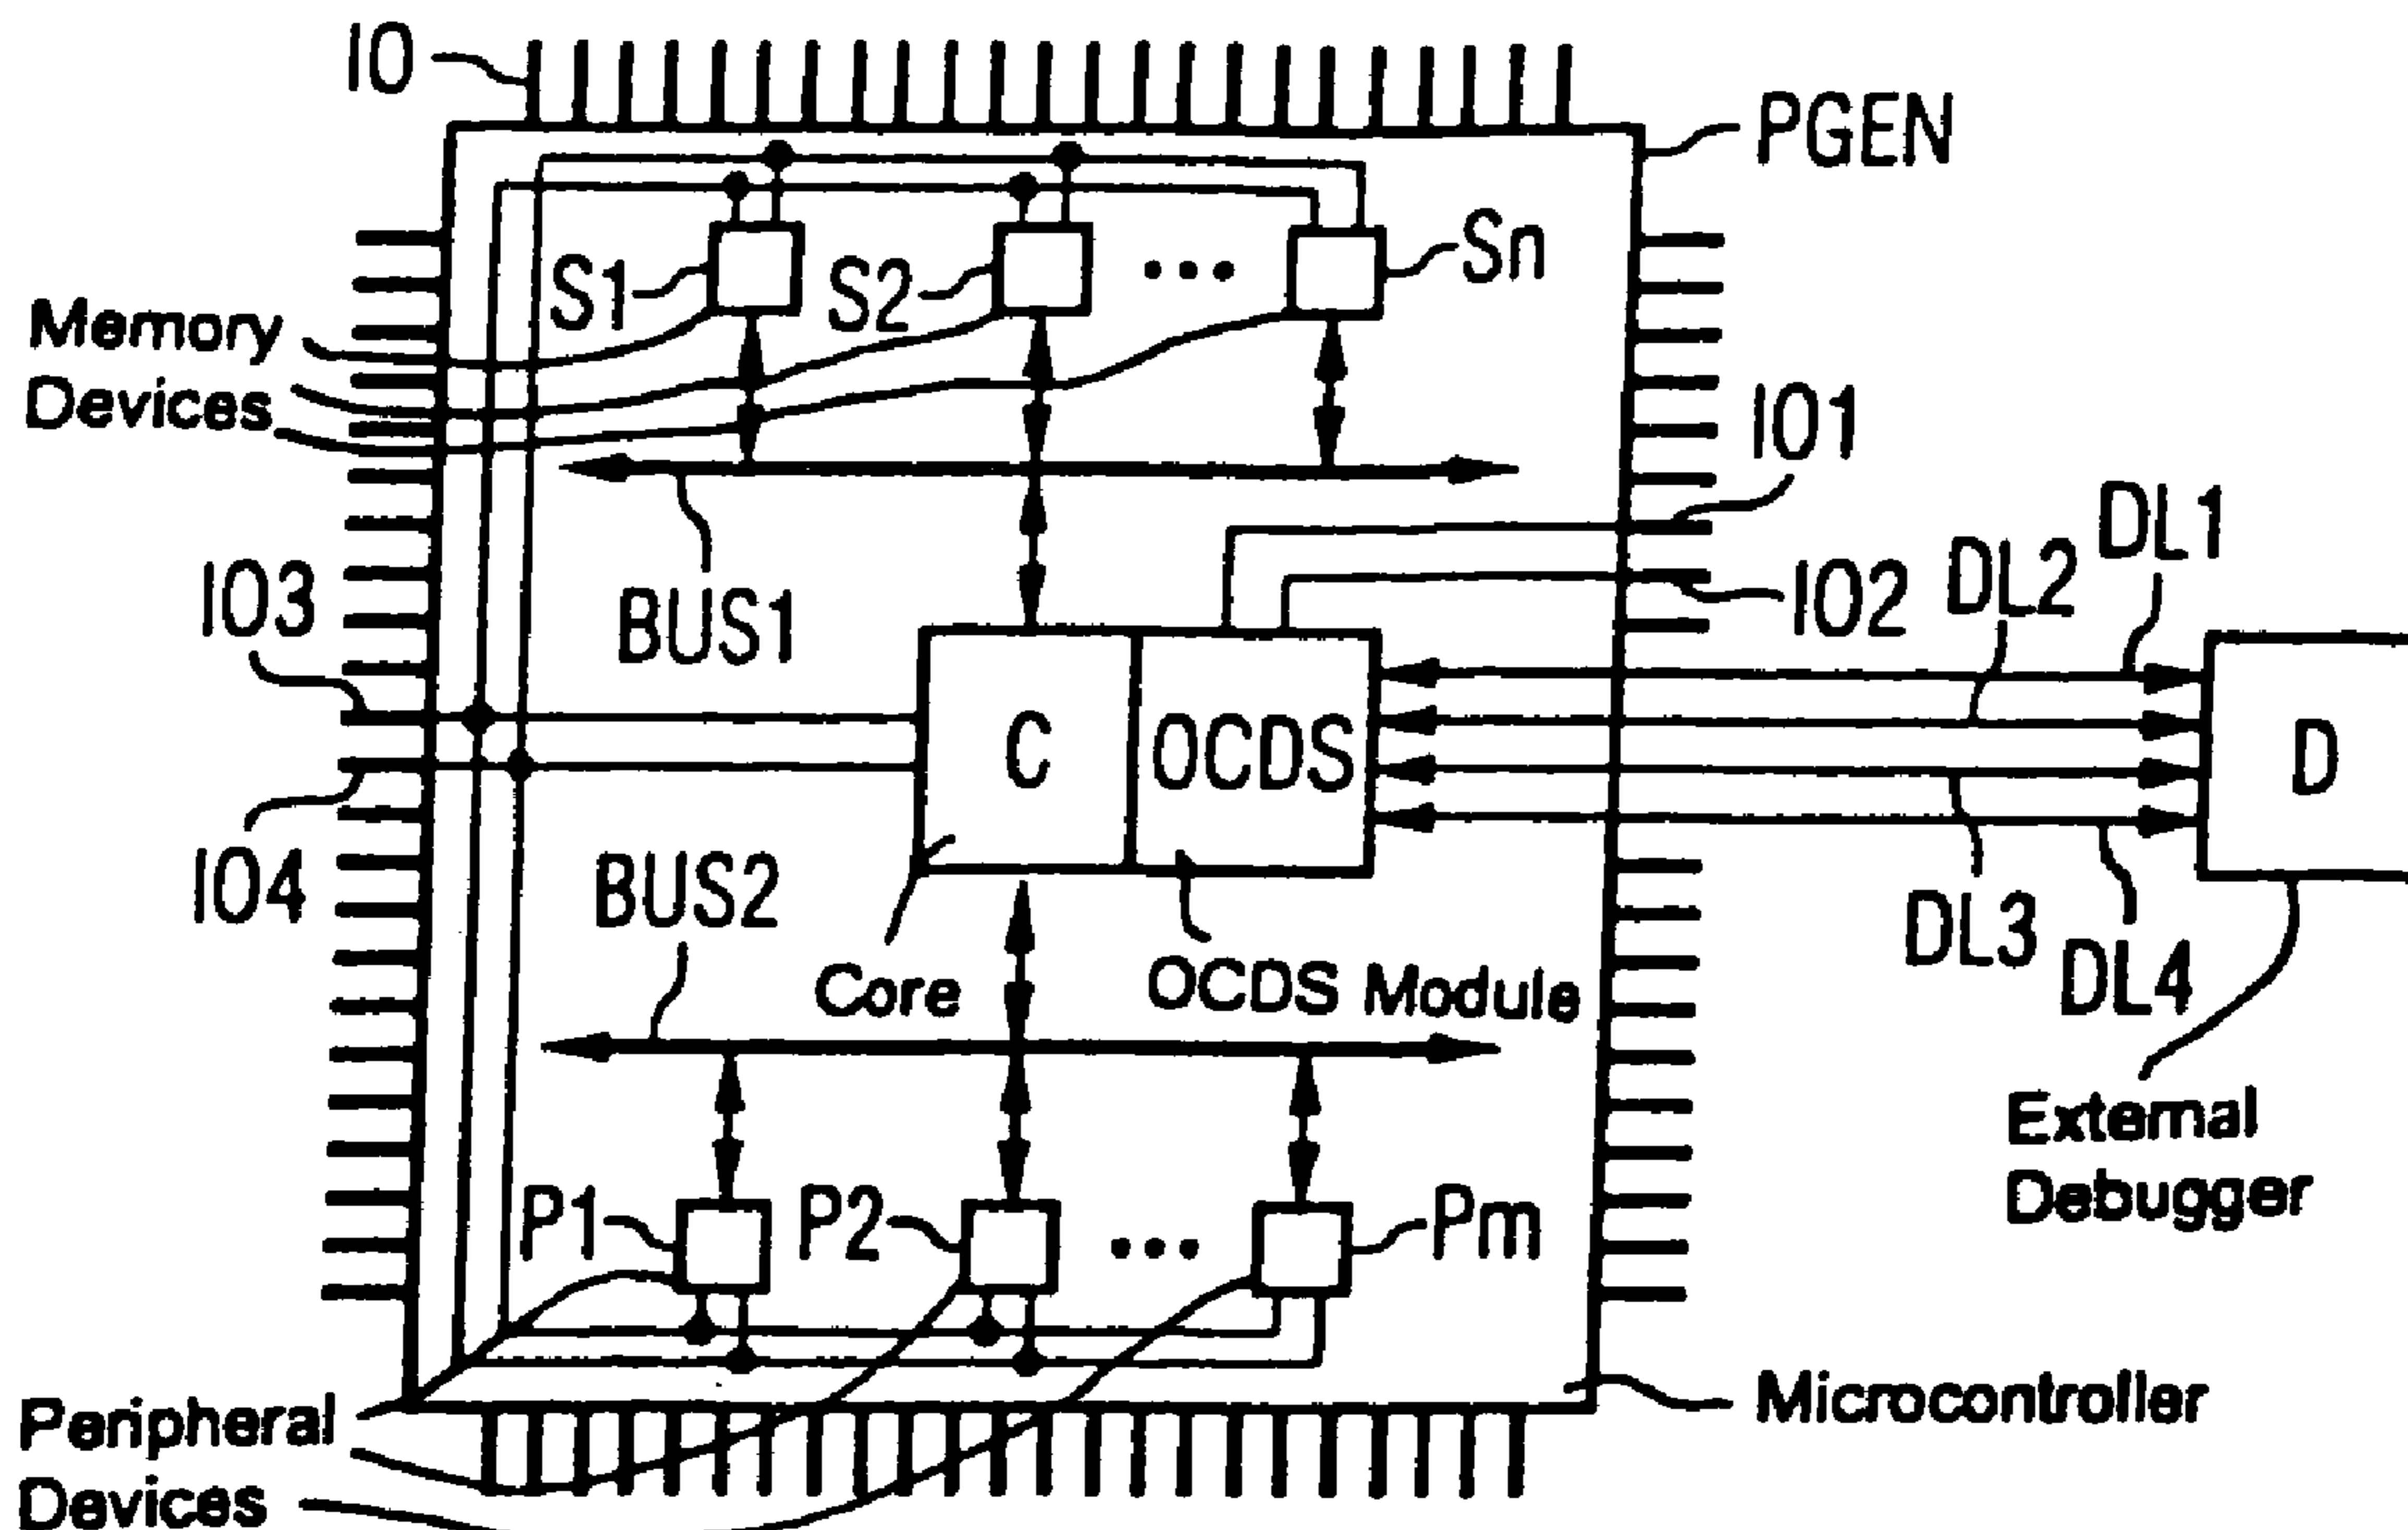 IO
PGEN
S1
S2
Sn
Memory
Devices
IO1
DL1
DL2
IO3
BUS1
IO2
C
OCDS
D
IO4
BUS2
DL3
DL4
Core
OCDS Module
External
Debugger
P1
P2
Pm
Microcontroller
Peripheral
Devices